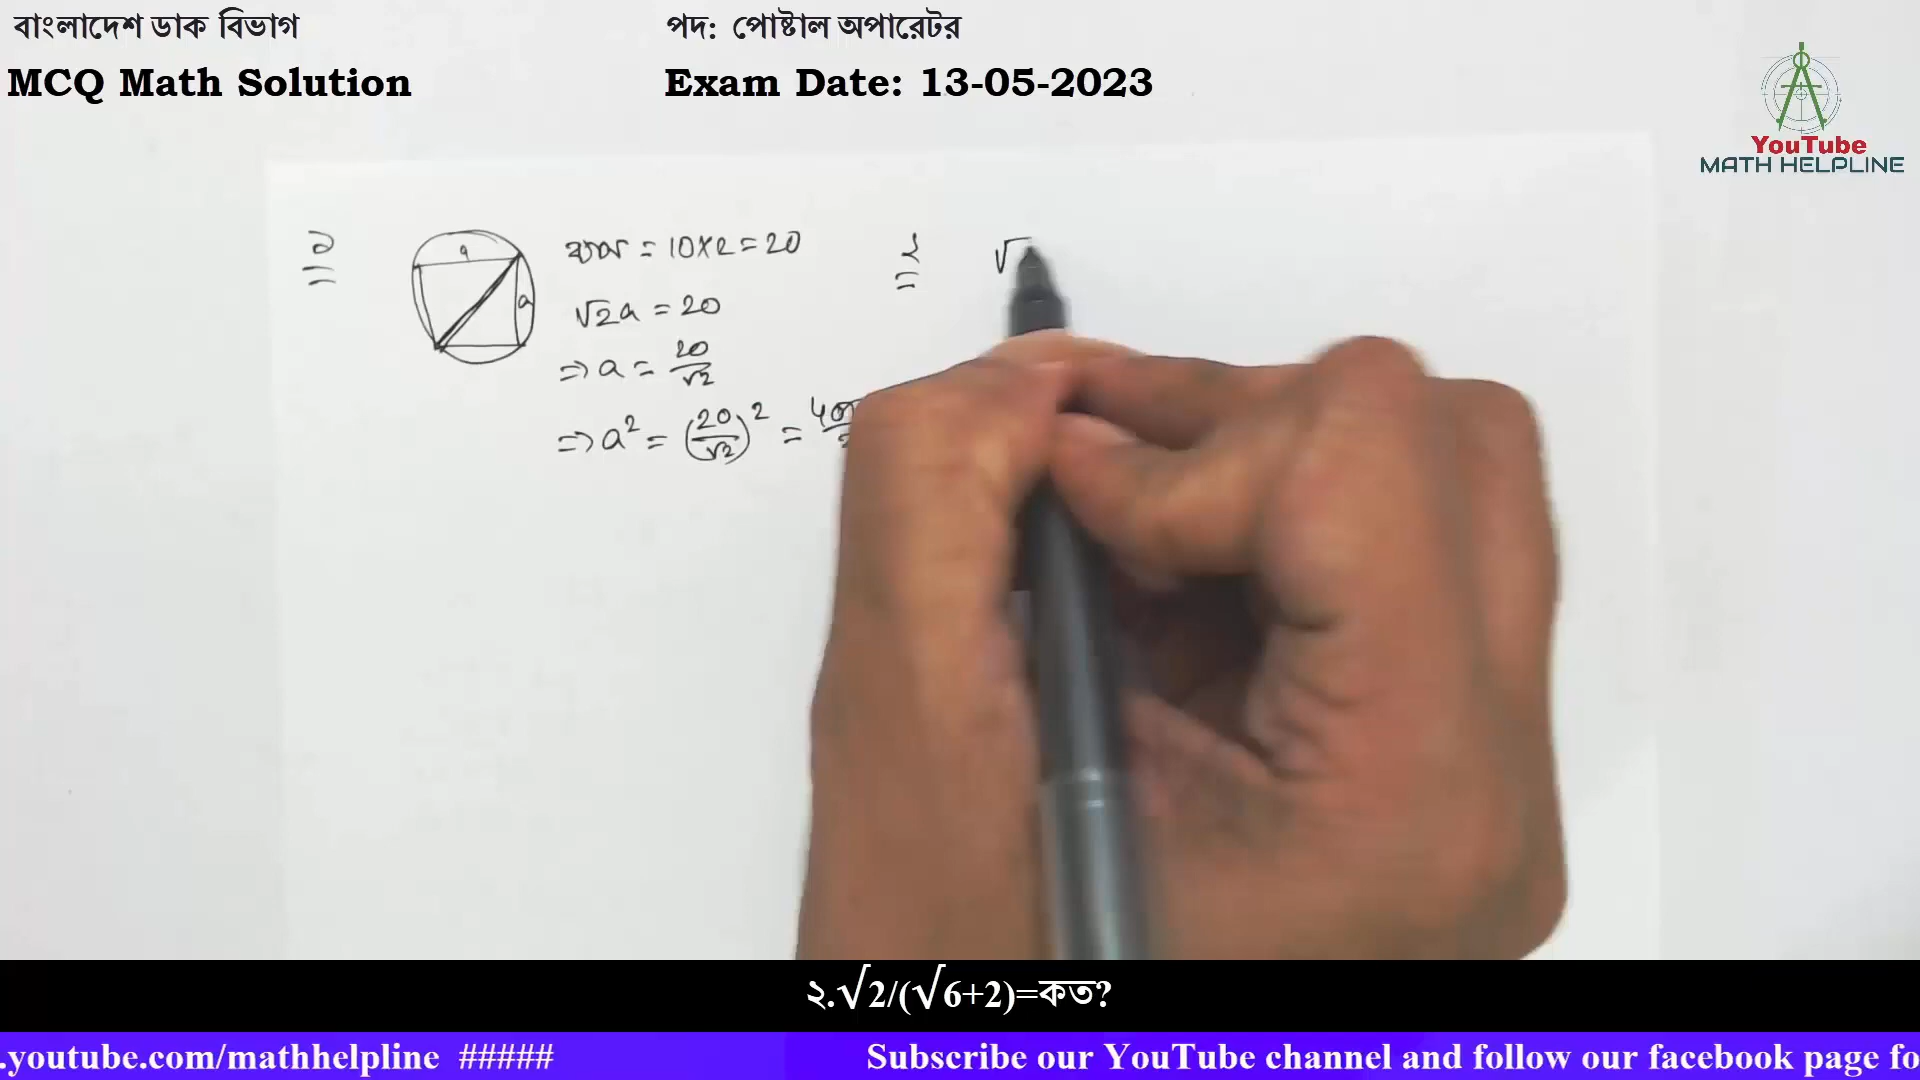 বাংলাদেশ ডাক বিভাগ
পদ: পোষ্টাল অপারেটর
MCQ Math Solution
Exam Date: 13-05-2023
YouTube
MATH HELPLINE
১
a
a
ব্যাস = 10×2=20
√2a = 20
⇒ a = 20/√2
⇒ a² = (20/√2)² =
২
√
২.√2/(√6+2)=কত?
.youtube.com/mathhelpline #####
Subscribe our YouTube channel and follow our facebook page fo